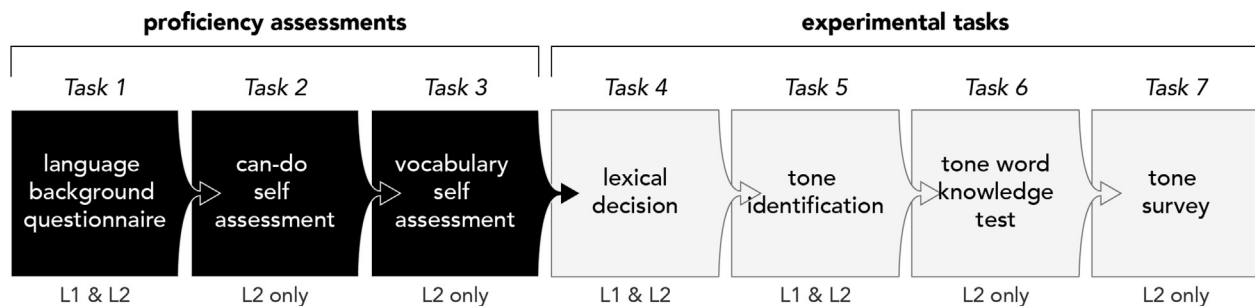 proficiency assessments
experimental tasks
Task 1
Task 2
Task 3
Task 4
Task 5
Task 6
Task 7
language
background
questionnaire
can-do
self
assessment
vocabulary
self
assessment
lexical
decision
tone
identification
tone word
knowledge
test
tone
survey
L1 & L2
L2 only
L2 only
L1 & L2
L1 & L2
L2 only
L2 only